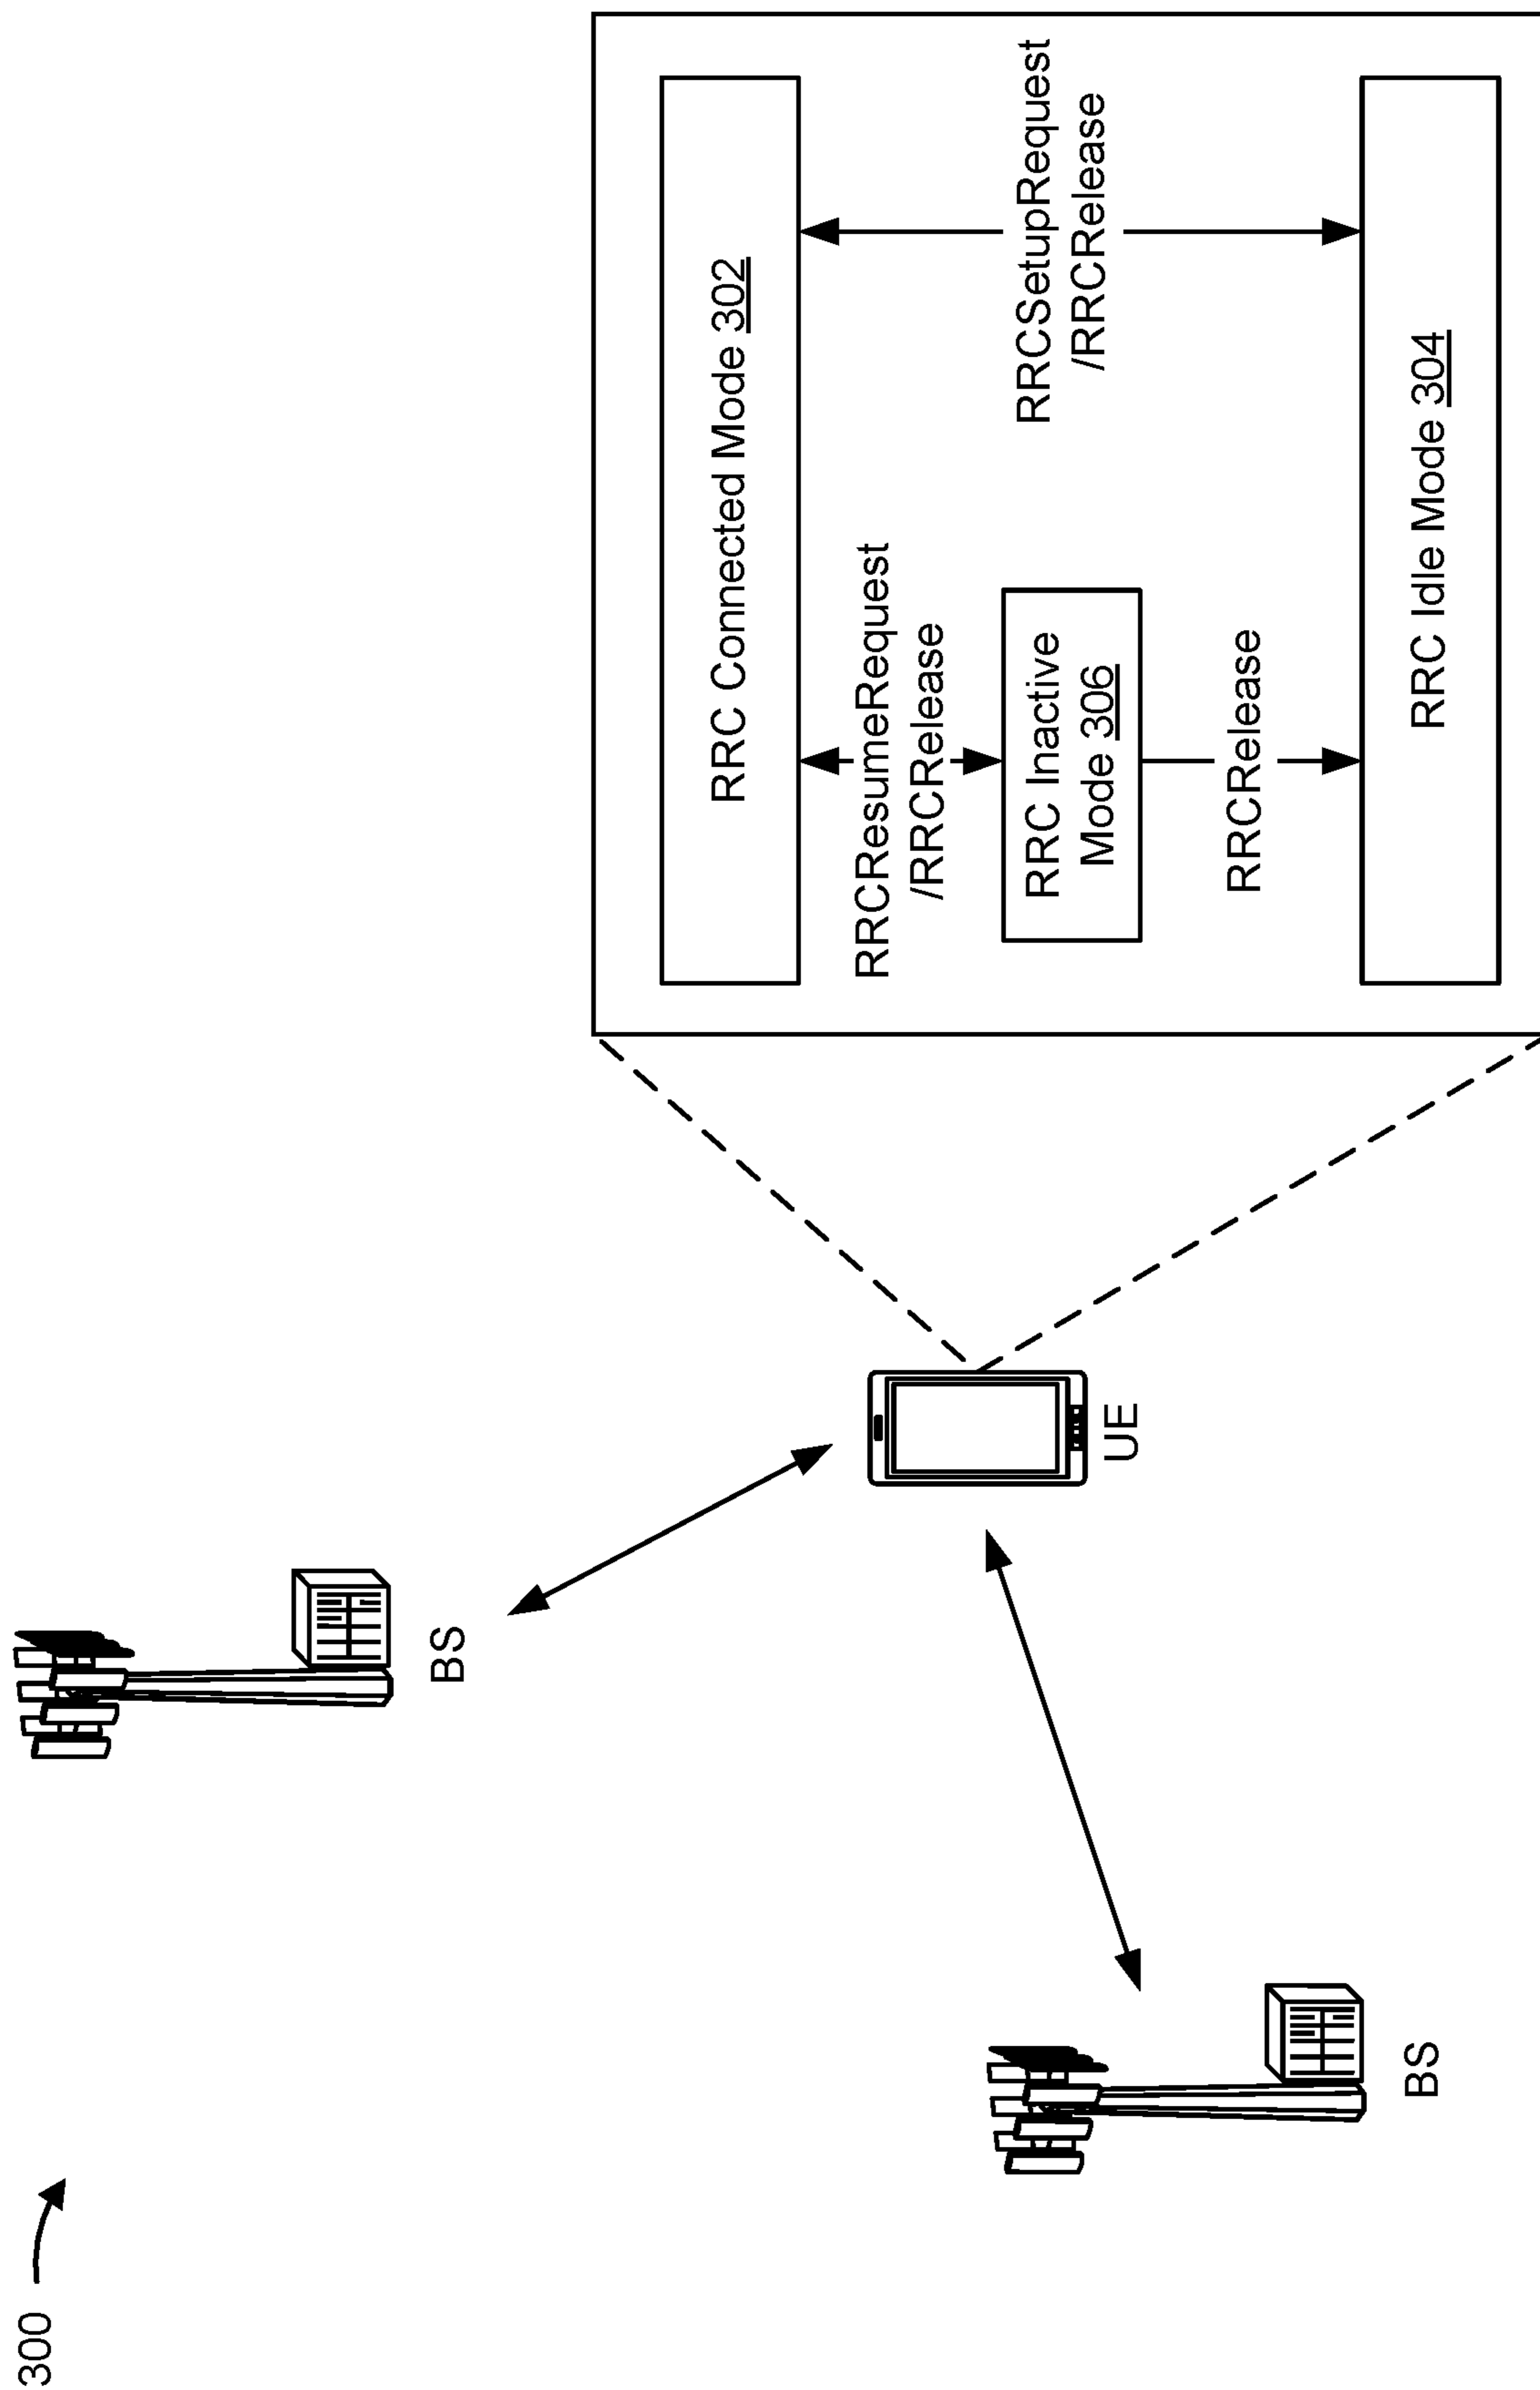 300
BS
BS
UE
RRC Connected Mode 302
RRCResumeRequest
/RRCRelease
RRCSetupRequest
/RRCRelease
RRC Inactive
Mode 306
RRCRelease
RRC Idle Mode 304